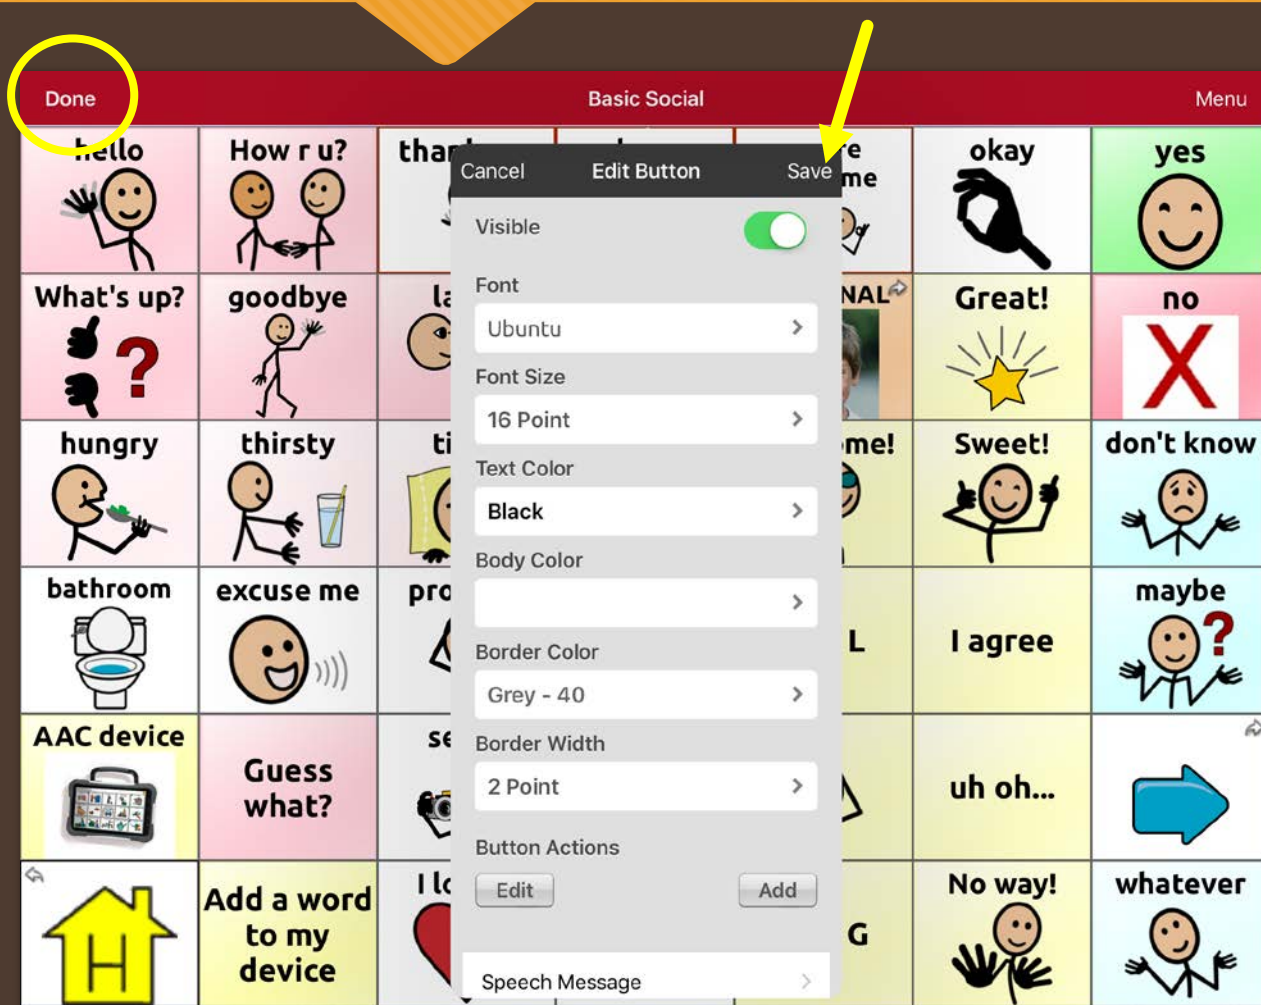 Done
Basic Social
Menu
hello
How r u?
okay
yes
me
Cancel
Edit Button
Save
Visible
What's up?
goodbye
Great!
no
Font
Ubuntu
Font Size
16 Point
hungry
thirsty
Sweet!
don't know
Text Color
Black
Body Color
bathroom
excuse me
L
I agree
maybe
Border Color
Grey - 40
AAC device
Guess
what?
uh oh...
Border Width
2 Point
Button Actions
Edit
Add
H
Add a word
to my
device
G
No way!
whatever
Speech Message